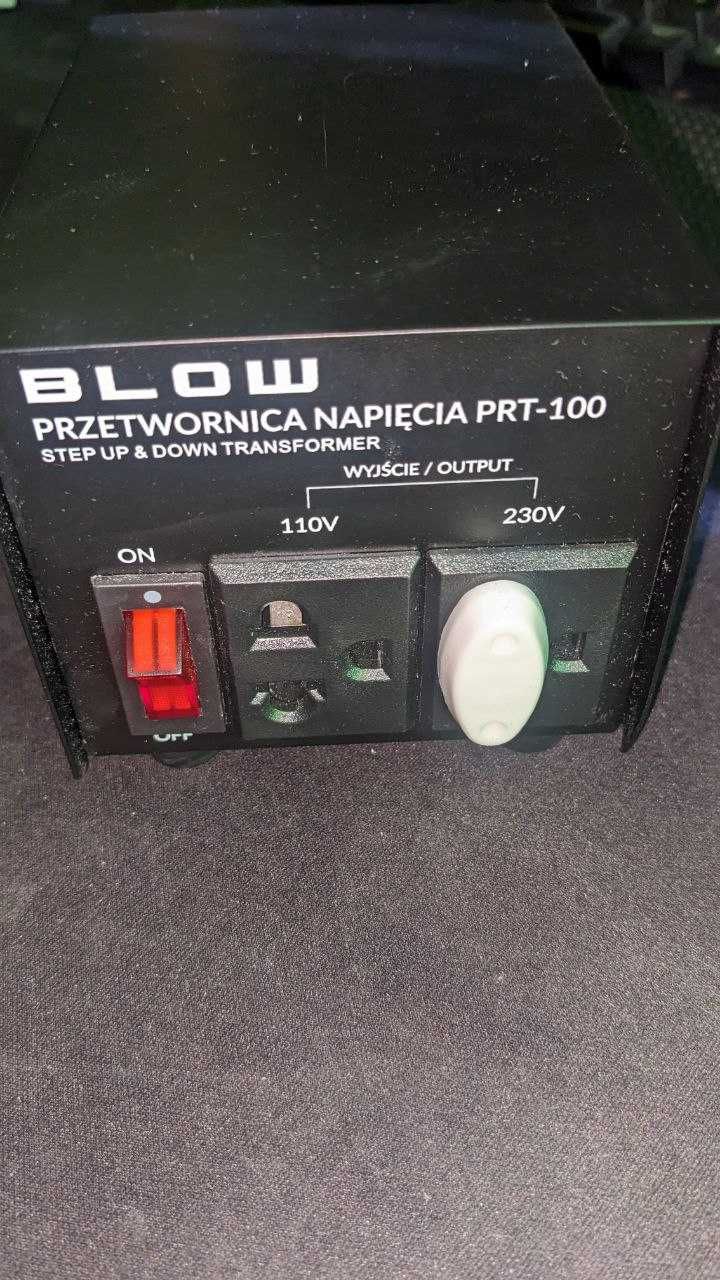 BLOW
PRZETWORNICA NAPIĘCIA PRT-100
STEP UP & DOWN TRANSFORMER
WYJŚCIE / OUTPUT
110V
230V
ON
OFF